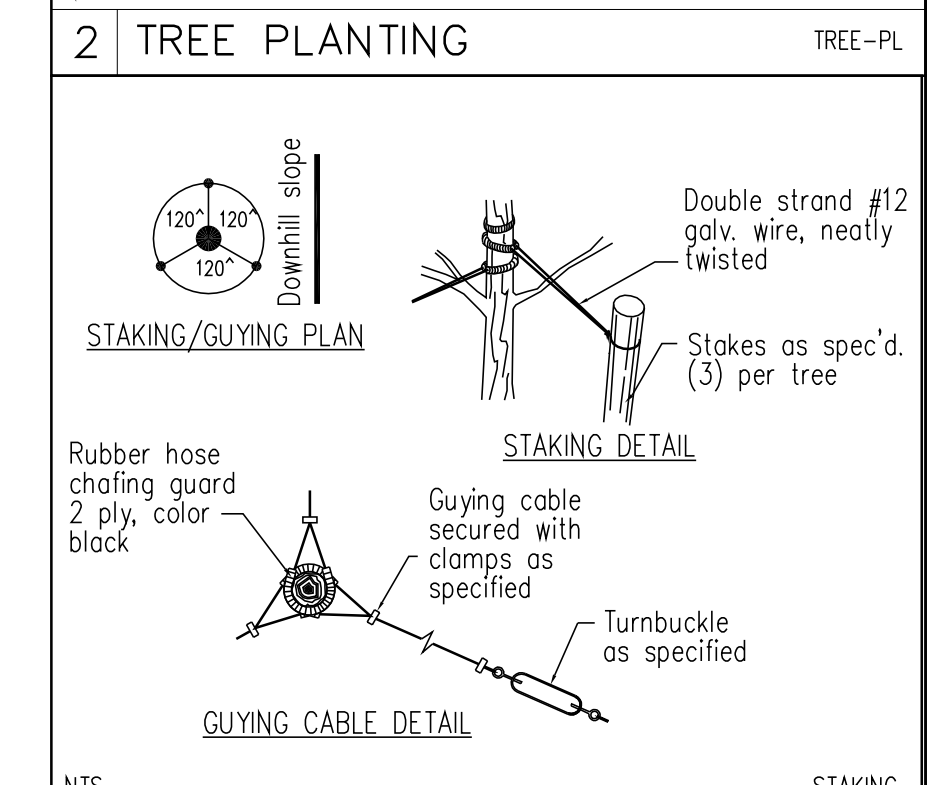 2 TREE PLANTING TREE-PL
120^ 120^
120^
Downhill slope
STAKING/GUYING PLAN
Double strand #12
galv. wire, neatly
twisted
Stakes as spec'd.
(3) per tree
STAKING DETAIL
Rubber hose
chafing guard
2 ply, color
black
Guying cable
secured with
clamps as
specified
Turnbuckle
as specified
GUYING CABLE DETAIL
NTS STAKING